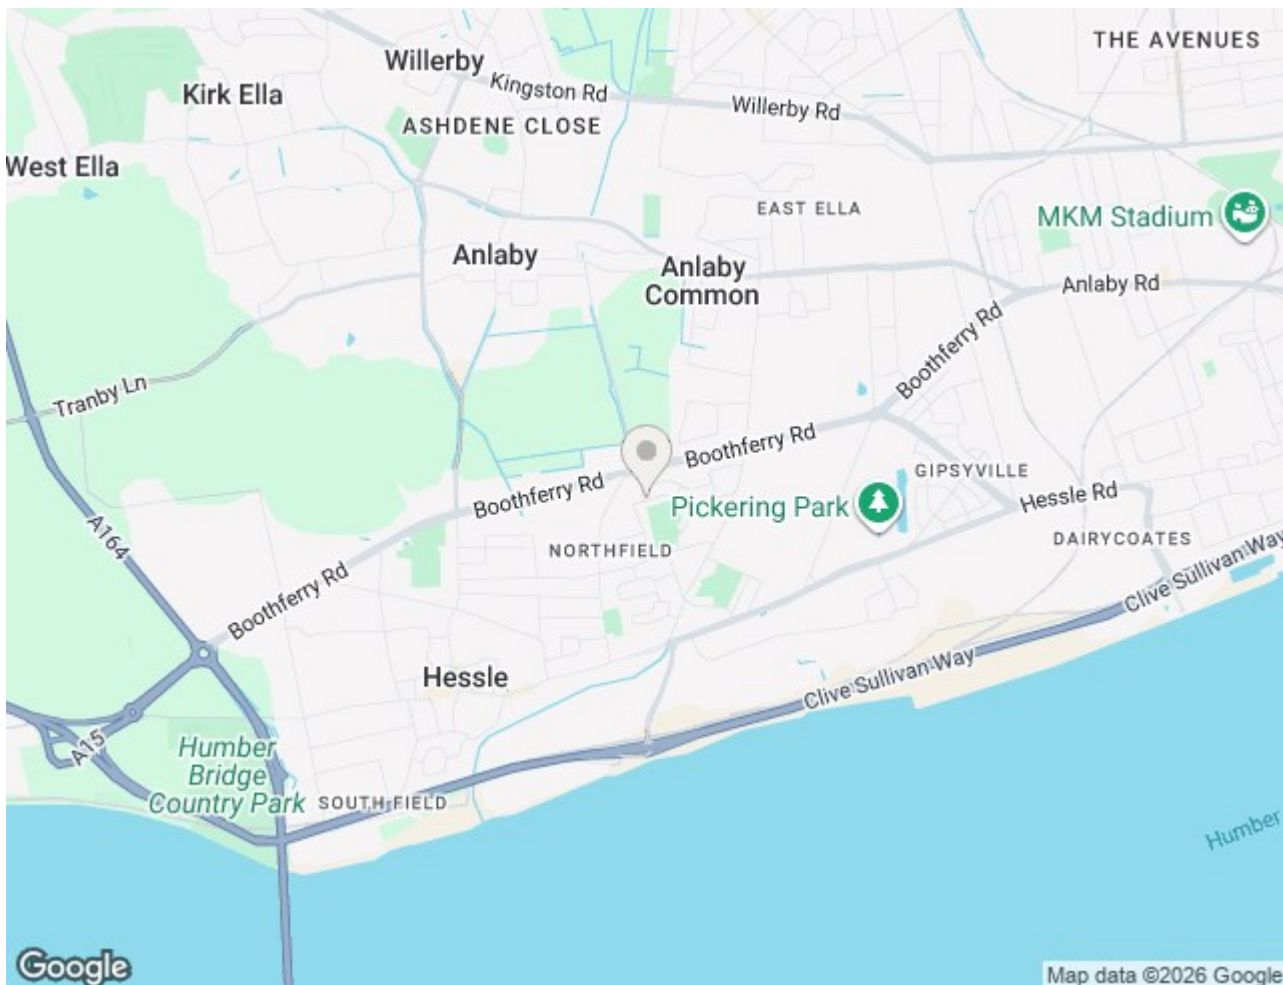 THE AVENUES
Willerby
Kingston Rd
Kirk Ella
Willerby Rd
ASHDENE CLOSE
West Ella
EAST ELLA
MKM Stadium
Anlaby
Anlaby
Common
Anlaby Rd
Boothferry Rd
Tranby Ln
Boothferry Rd
Boothferry Rd
GIPSYVILLE
Pickering Park
Hessle Rd
A164
NORTHFIELD
DAIRYCOATES
Clive Sullivan Way
Boothferry Rd
Hessle
Clive Sullivan Way
A15
Humber
Bridge
Country Park
SOUTH FIELD
Humber
Google
Map data ©2026 Google